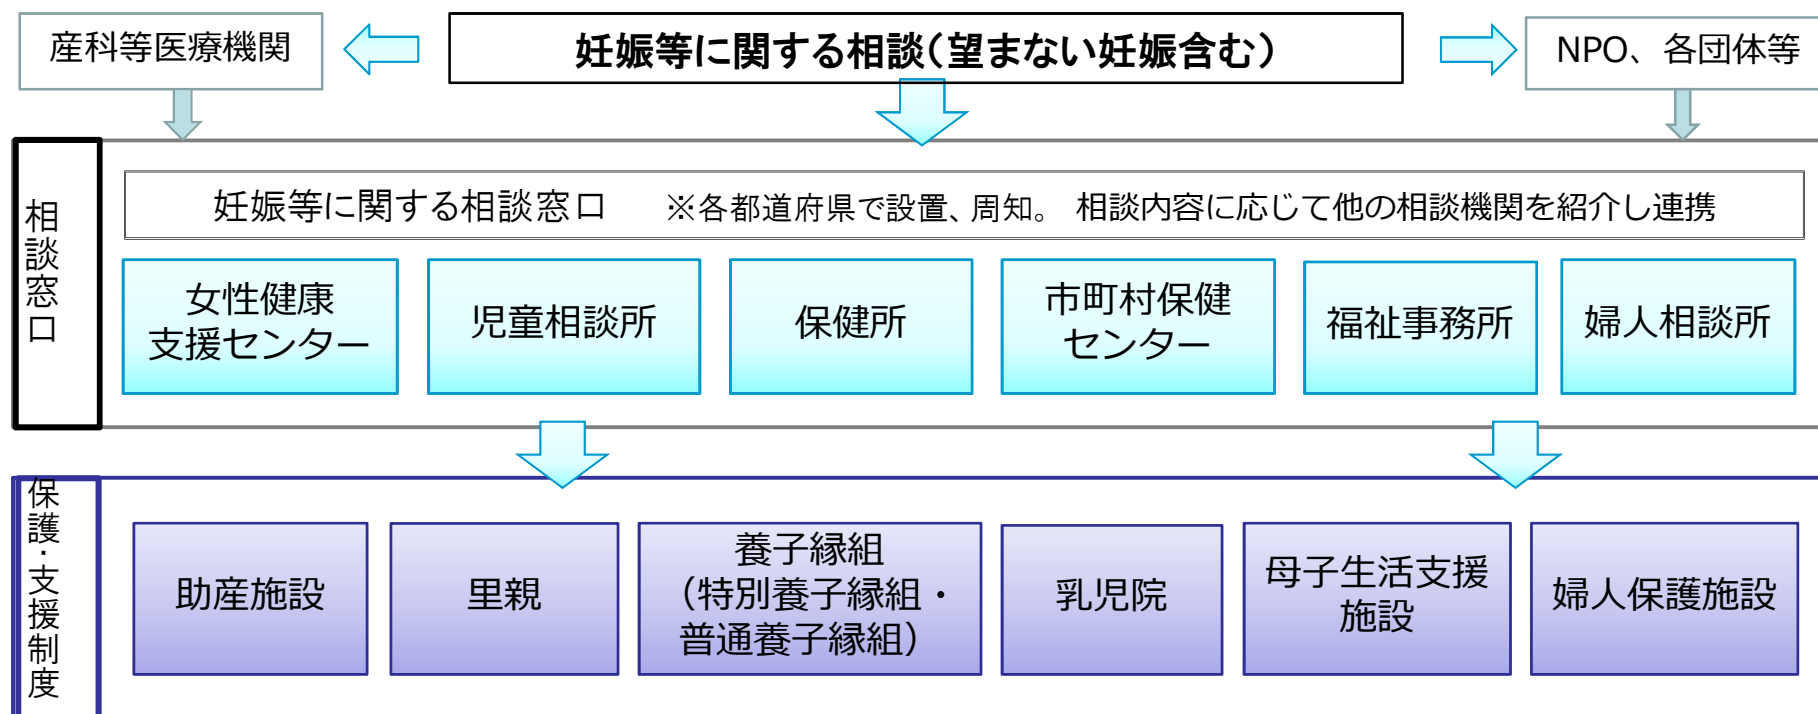 産科等医療機関
妊娠等に関する相談(望まない妊娠含む)
NPO、各団体等
相談窓口
妊娠等に関する相談窓口 ※各都道府県で設置、周知。 相談内容に応じて他の相談機関を紹介し連携
女性健康
支援センター
児童相談所
保健所
市町村保健
センター
福祉事務所
婦人相談所
保護・支援制度
助産施設
里親
養子縁組
(特別養子縁組・
普通養子縁組)
乳児院
母子生活支援
施設
婦人保護施設